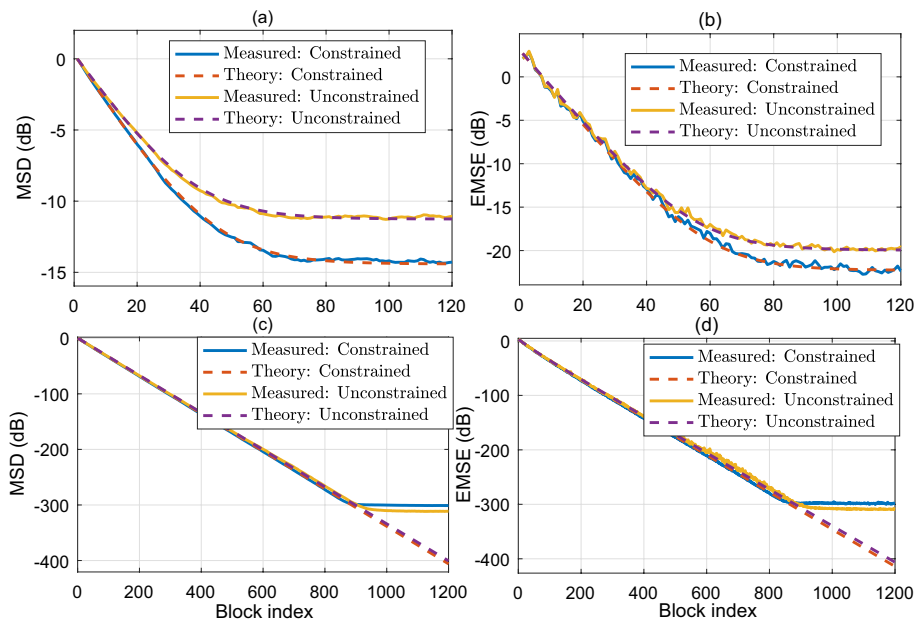 (a)
MSD (dB)
0
-5
-10
-15
0 20 40 60 80 100 120
Measured: Constrained
Theory: Constrained
Measured: Unconstrained
Theory: Unconstrained
(b)
EMSE (dB)
0
-5
-10
-15
-20
0 20 40 60 80 100 120
Measured: Constrained
Theory: Constrained
Measured: Unconstrained
Theory: Unconstrained
(c)
MSD (dB)
0
-100
-200
-300
-400
0 200 400 600 800 1000 1200
Block index
Measured: Constrained
Theory: Constrained
Measured: Unconstrained
Theory: Unconstrained
(d)
EMSE (dB)
0
-100
-200
-300
-400
0 200 400 600 800 1000 1200
Block index
Measured: Constrained
Theory: Constrained
Measured: Unconstrained
Theory: Unconstrained